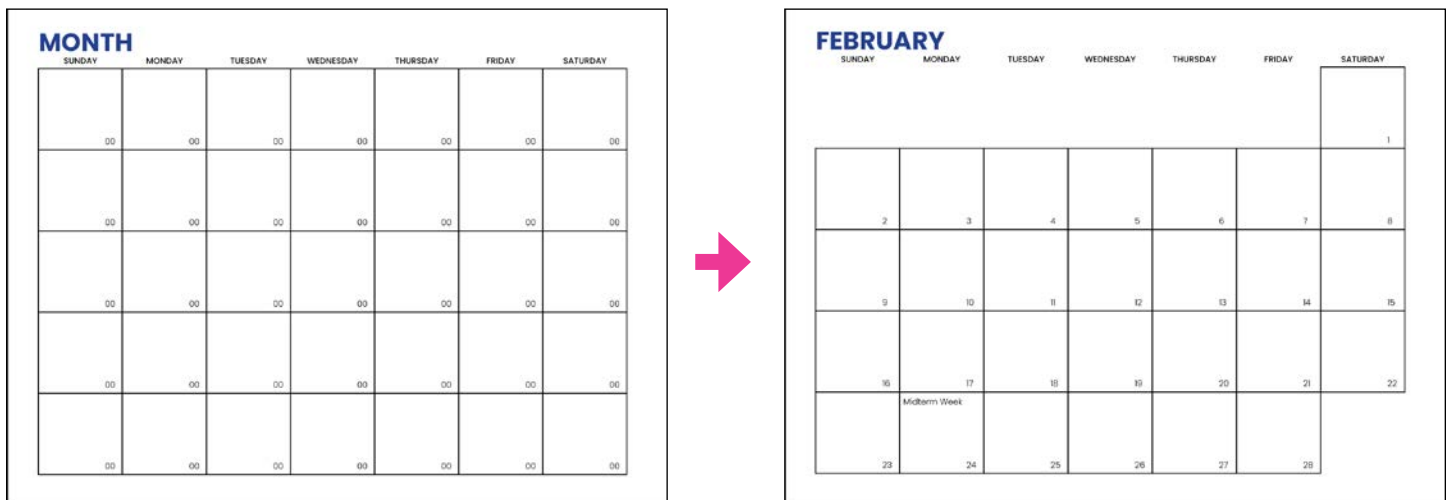 MONTH
SUNDAY MONDAY TUESDAY WEDNESDAY THURSDAY FRIDAY SATURDAY
00 00 00 00 00 00 00
00 00 00 00 00 00 00
00 00 00 00 00 00 00
00 00 00 00 00 00 00
00 00 00 00 00 00 00
FEBRUARY
SUNDAY MONDAY TUESDAY WEDNESDAY THURSDAY FRIDAY SATURDAY
1
2 3 4 5 6 7 8
9 10 11 12 13 14 15
16 17 18 19 20 21 22
Midterm Week
23 24 25 26 27 28